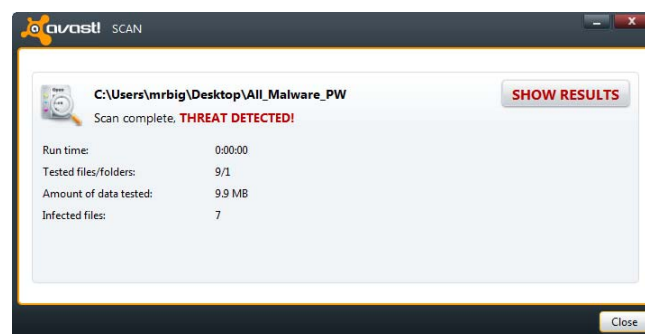 avast! SCAN
C:\Users\mrbig\Desktop\All_Malware_PW
SHOW RESULTS
Scan complete, THREAT DETECTED!
Run time: 0:00:00
Tested files/folders: 9/1
Amount of data tested: 9.9 MB
Infected files: 7
Close